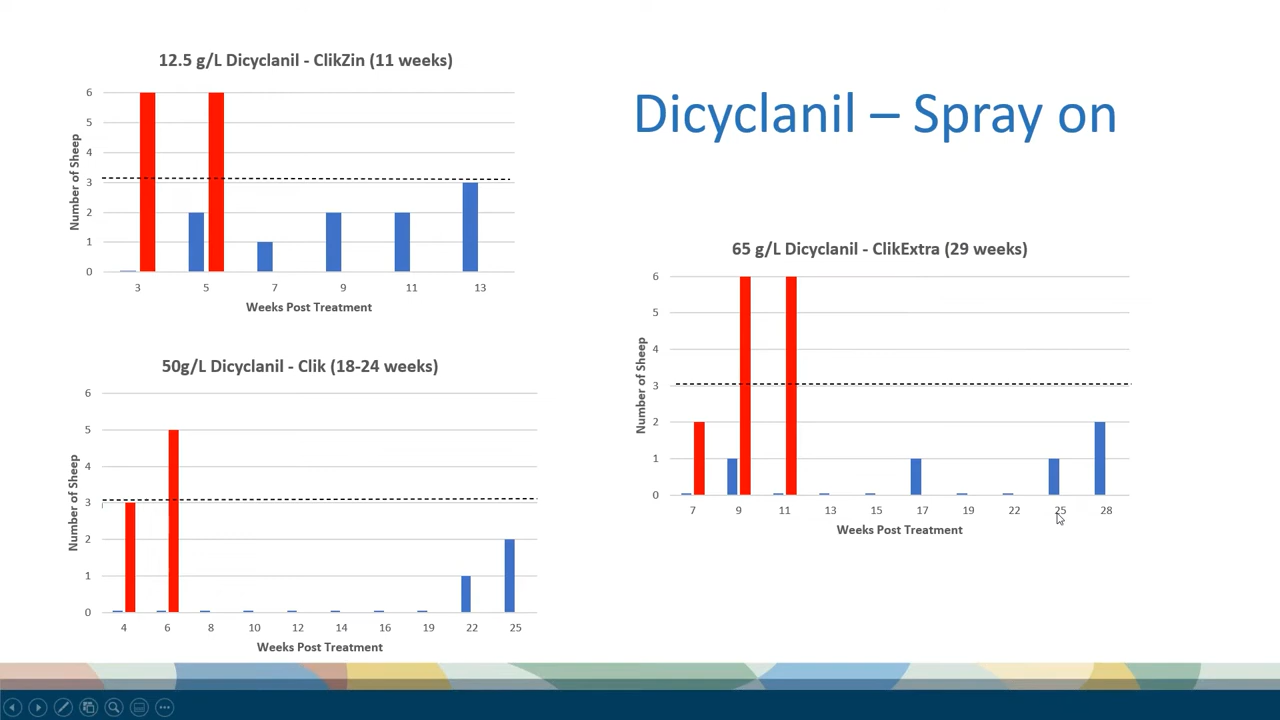 12.5 g/L Dicyclanil - ClikZin (11 weeks)
Number of Sheep
6
5
4
3
2
1
0
3 5 7 9 11 13
Weeks Post Treatment
50g/L Dicyclanil - Clik (18-24 weeks)
Number of Sheep
6
5
4
3
2
1
0
4 6 8 10 12 14 16 19 22 25
Weeks Post Treatment
Dicyclanil – Spray on
65 g/L Dicyclanil - ClikExtra (29 weeks)
Number of Sheep
6
5
4
3
2
1
0
7 9 11 13 15 17 19 22 25 28
Weeks Post Treatment